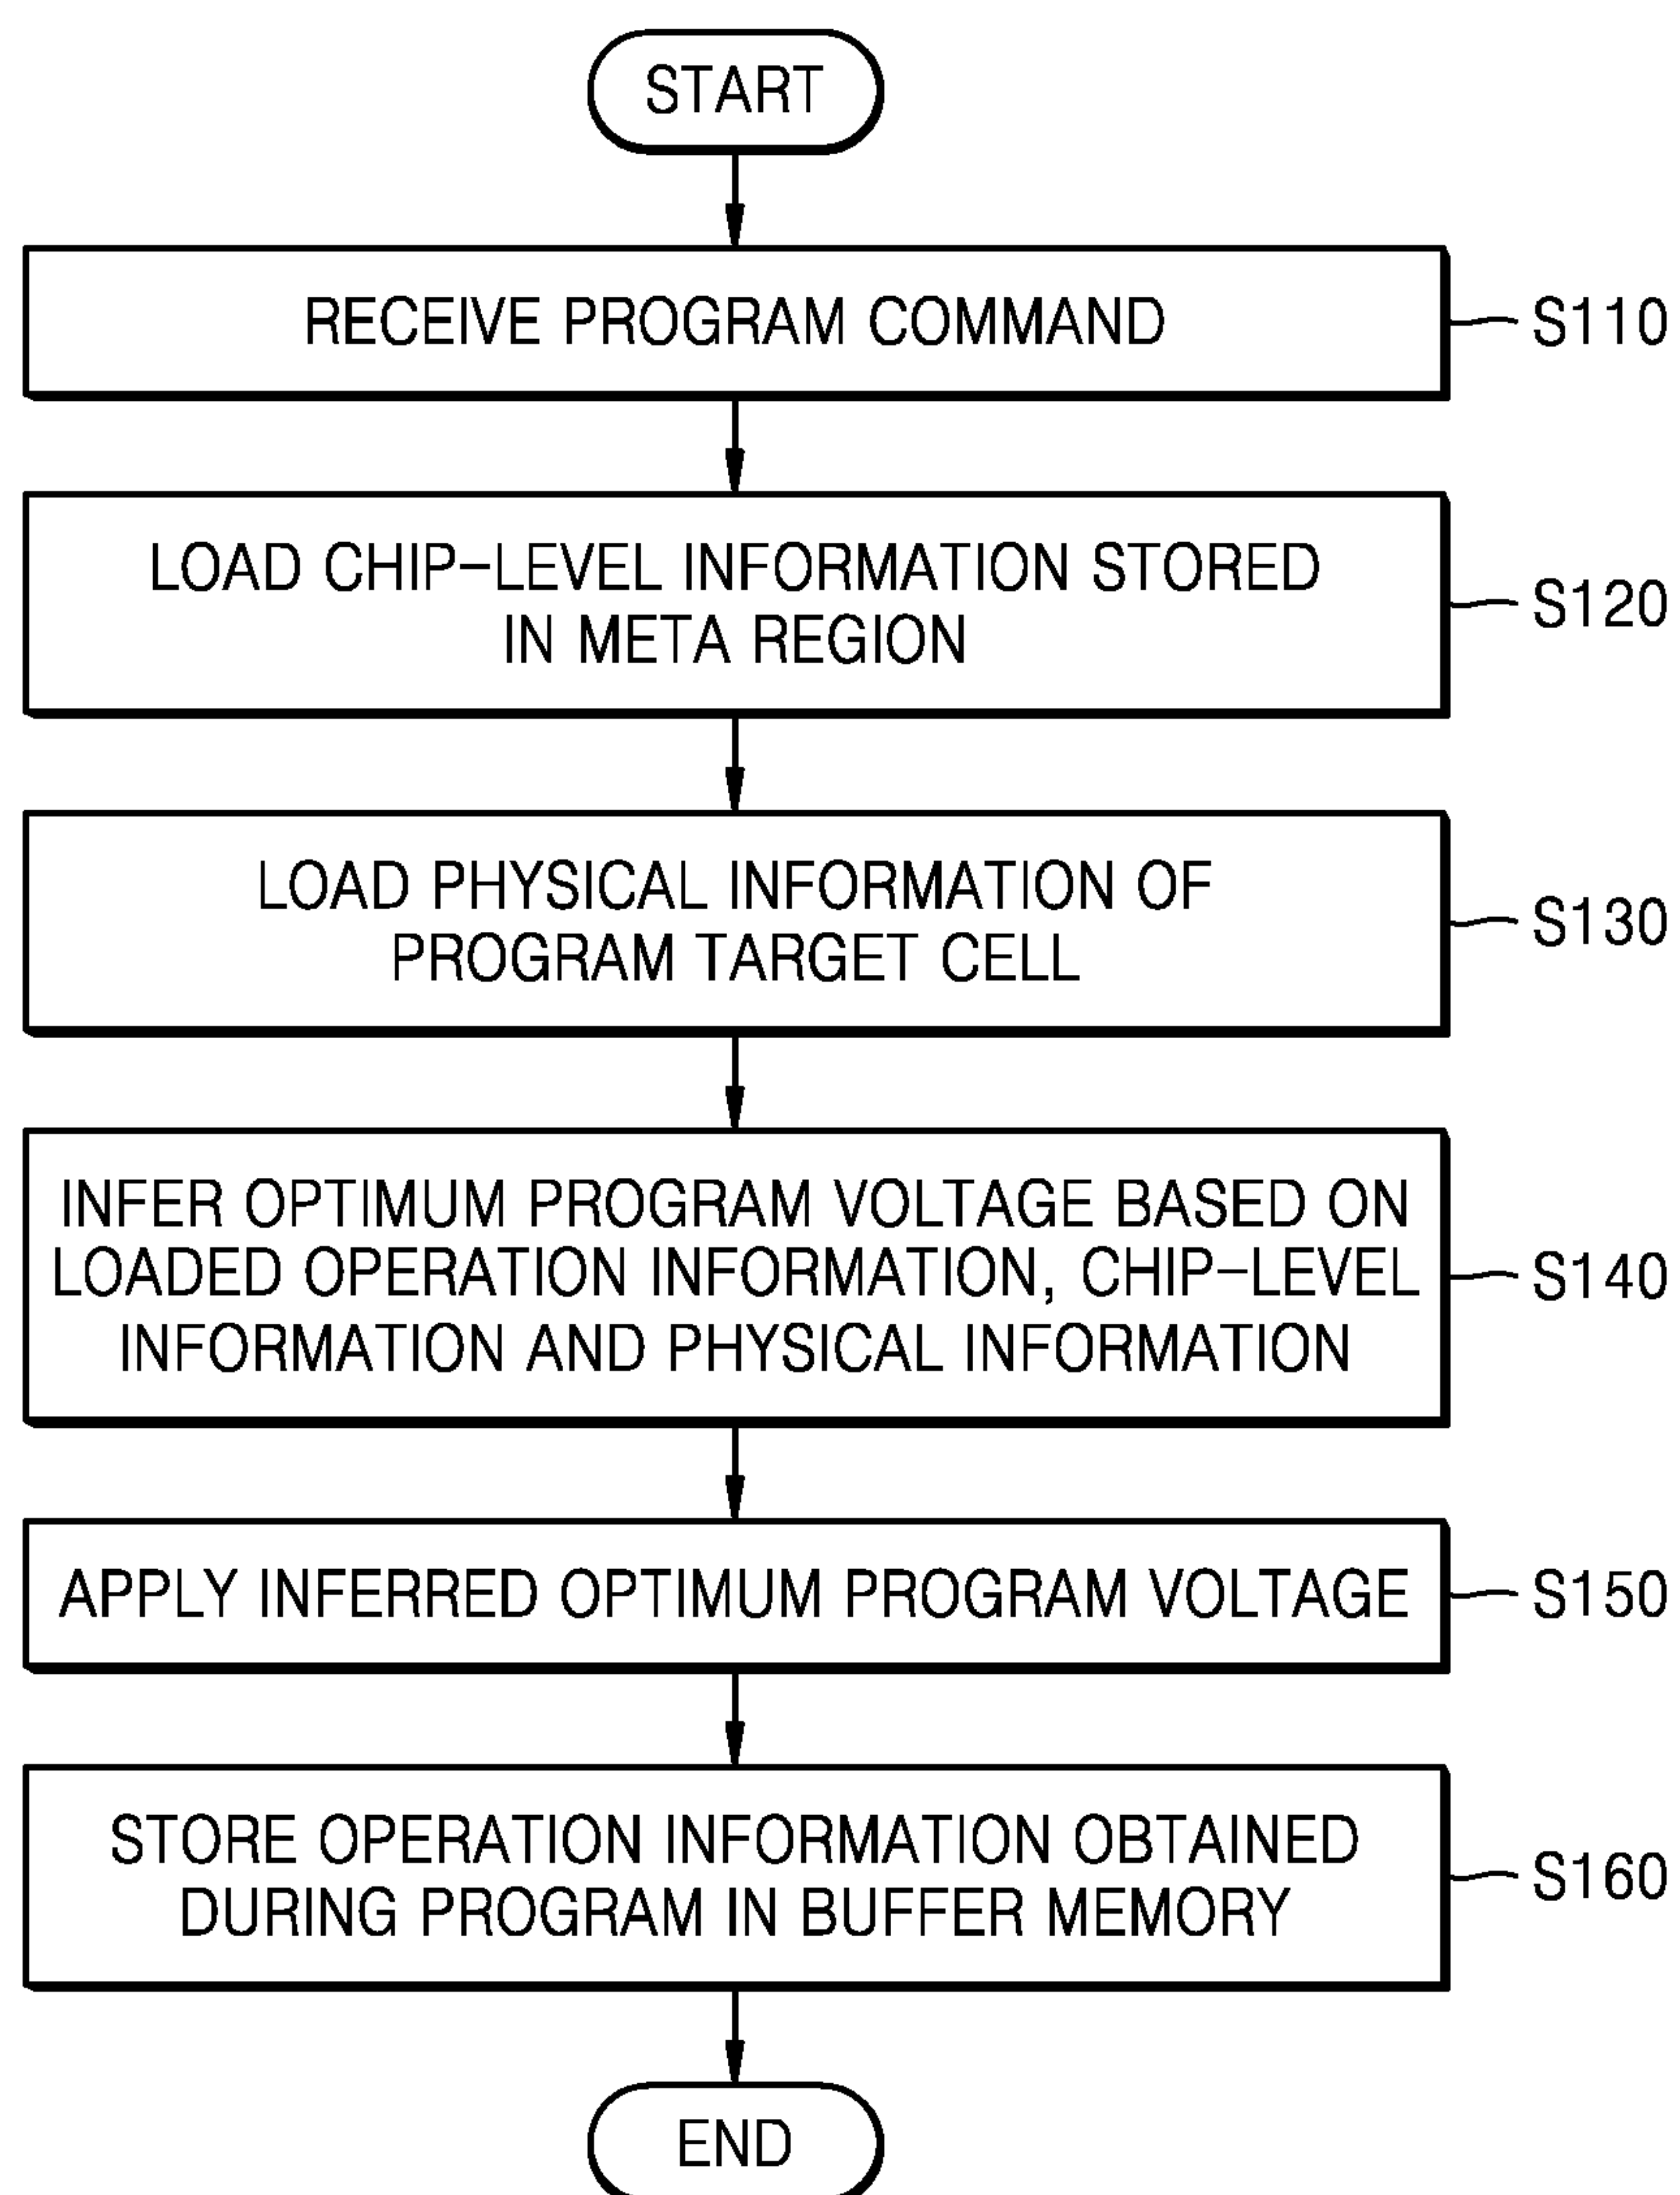 START
RECEIVE PROGRAM COMMAND
S110
LOAD CHIP-LEVEL INFORMATION STORED
IN META REGION
S120
LOAD PHYSICAL INFORMATION OF
PROGRAM TARGET CELL
S130
INFER OPTIMUM PROGRAM VOLTAGE BASED ON
LOADED OPERATION INFORMATION, CHIP-LEVEL
INFORMATION AND PHYSICAL INFORMATION
S140
APPLY INFERRED OPTIMUM PROGRAM VOLTAGE
S150
STORE OPERATION INFORMATION OBTAINED
DURING PROGRAM IN BUFFER MEMORY
S160
END